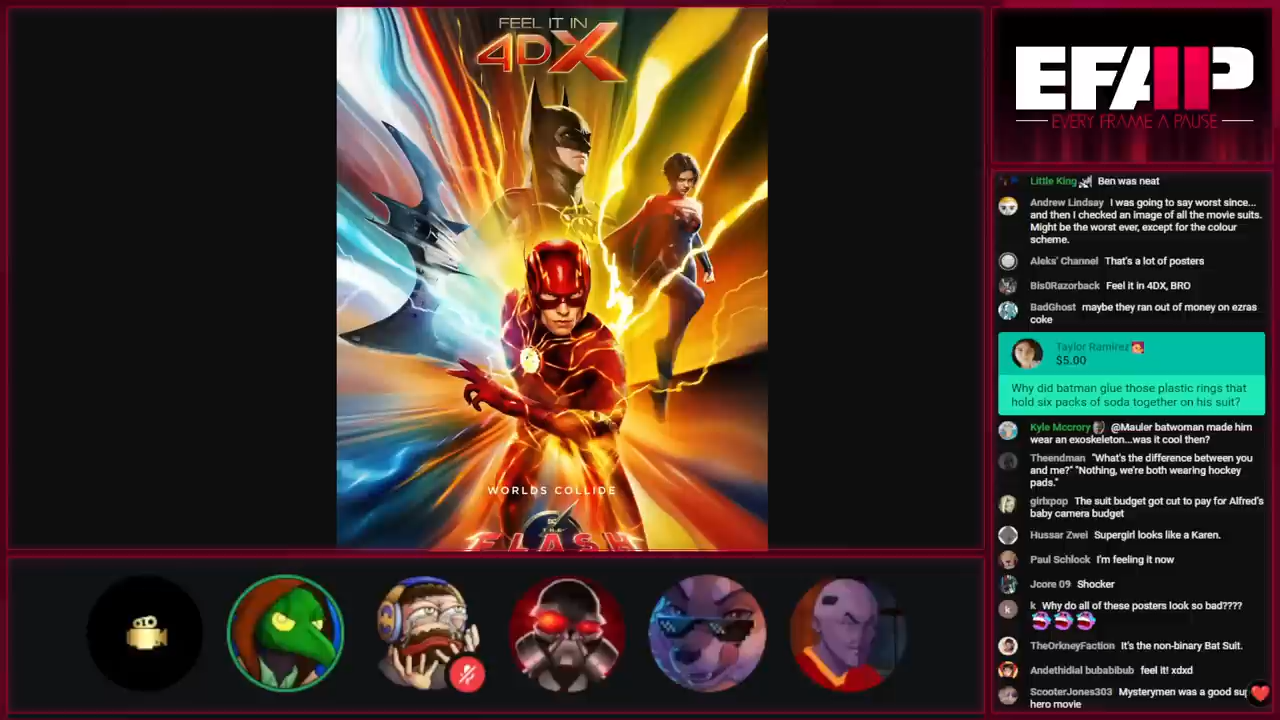 FEEL IT IN
4DX
WORLDS COLLIDE
DC
THE
FLASH
EFAP
EVERY FRAME A PAUSE
Little King Ben was neat
Andrew Lindsay I was going to say worst since...
and then I checked an image of all the movie suits.
Might be the worst ever, except for the colour
scheme.
Aleks' Channel That's a lot of posters
Bis0Razorback Feel it in 4DX, BRO
BadGhost maybe they ran out of money on ezras
coke
Taylor Ramirez
$5.00
Why did batman glue those plastic rings that
hold six packs of soda together on his suit?
Kyle Mccrory @Mauler batwoman made him
wear an exoskeleton...was it cool then?
Theendman "What's the difference between you
and me?" "Nothing, we're both wearing hockey
pads."
girlxpop The suit budget got cut to pay for Alfred's
baby camera budget
Hussar Zwei Supergirl looks like a Karen.
Paul Schlock I'm feeling it now
Jcore 09 Shocker
k Why do all of these posters look so bad????
TheOrkneyFaction It's the non-binary Bat Suit.
Andethidial bubabibub feel it! xdxd
ScooterJones303 Mysterymen was a good
hero movie